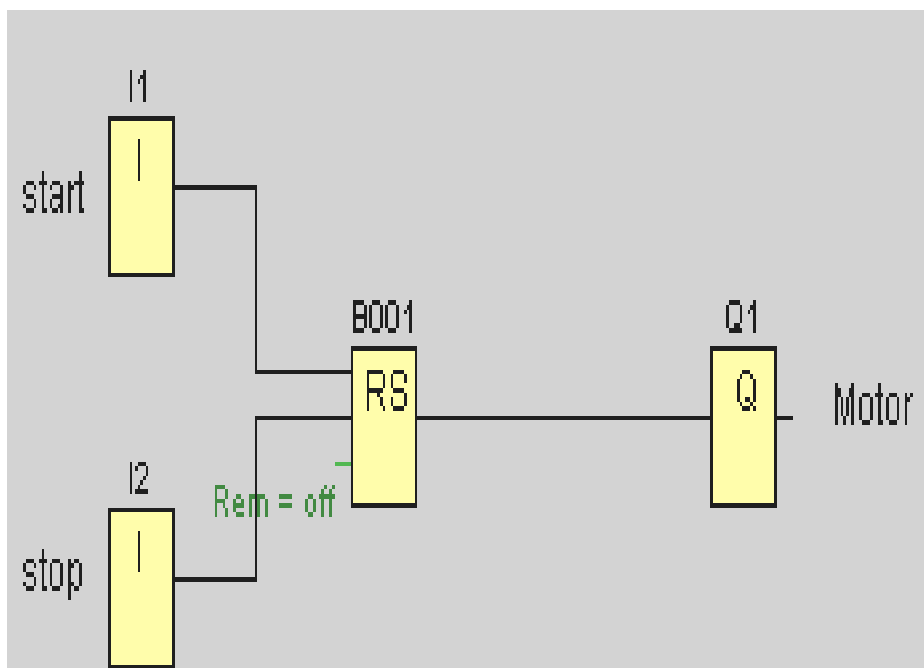 I1
I
start
B001
RS
Q1
Q
Motor
Rem = off
I2
I
stop